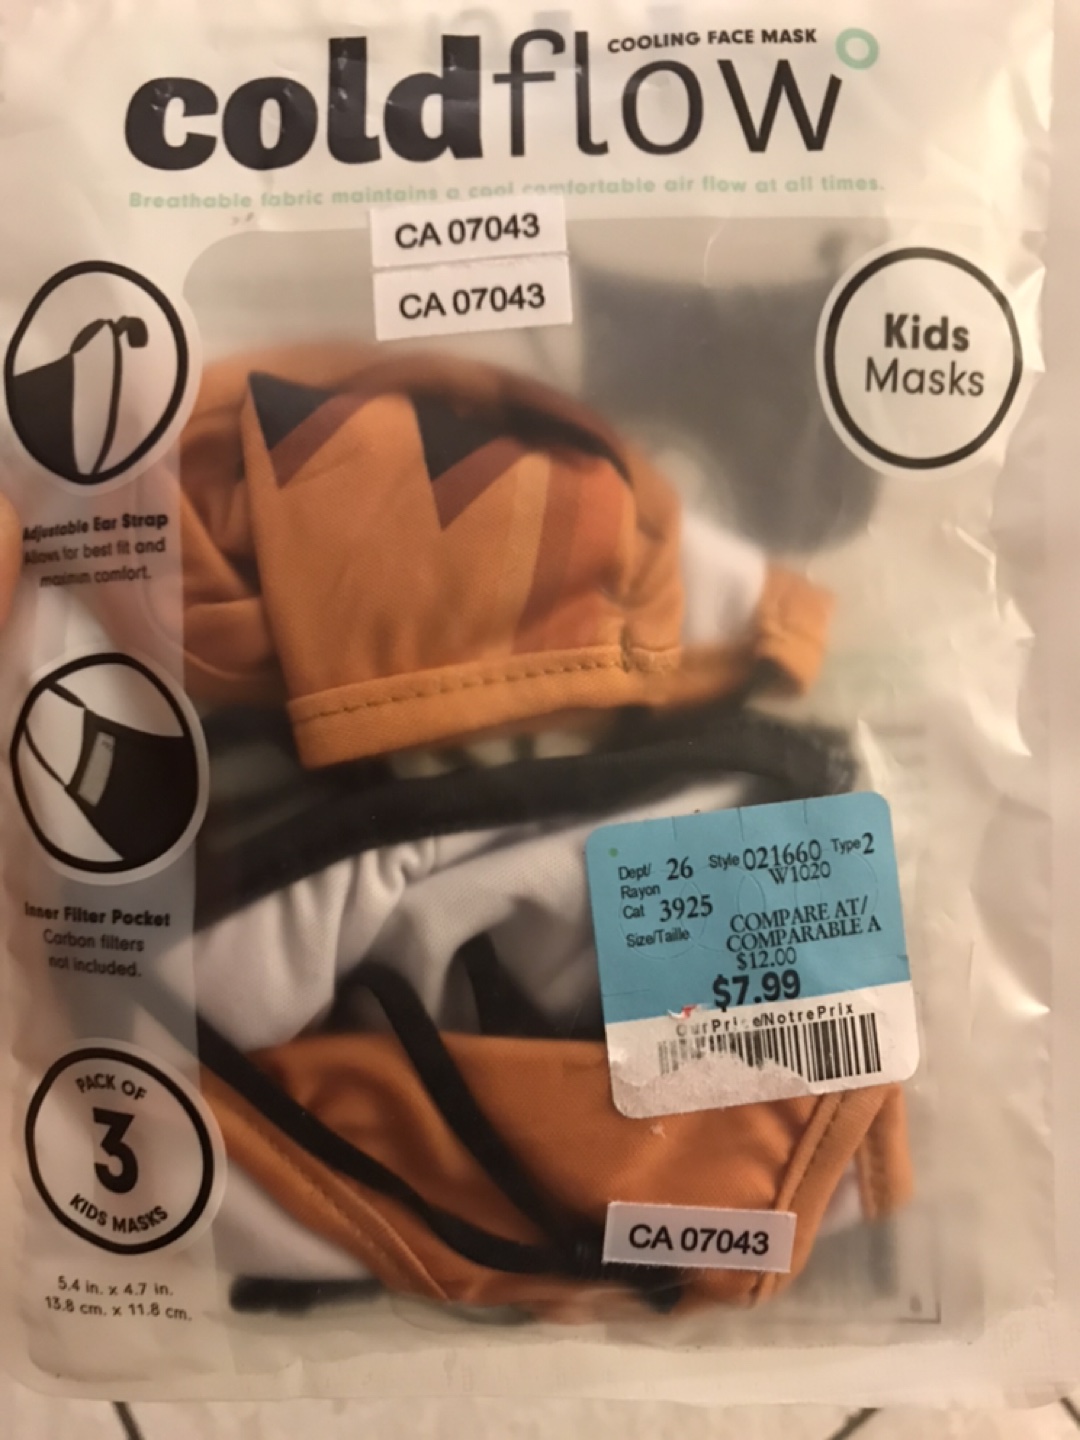 COOLING FACE MASK
coldflow
Breathable fabric maintains a cool comfortable air flow at all times.
CA 07043
CA 07043
Kids
Masks
Adjustable Ear Strap
Allows for best fit and
maximm comfort.
Inner Filter Pocket
Carbon filters
not included.
PACK OF
3
KIDS MASKS
5.4 in. x 4.7 in.
13.8 cm. x 11.8 cm.
Dept/ 26 Style 021660 Type 2
Rayon W1020
Cat 3925 COMPARE AT/
Size/Taille COMPARABLE A
$12.00
$7.99
OurPrice/NotrePrix
CA 07043